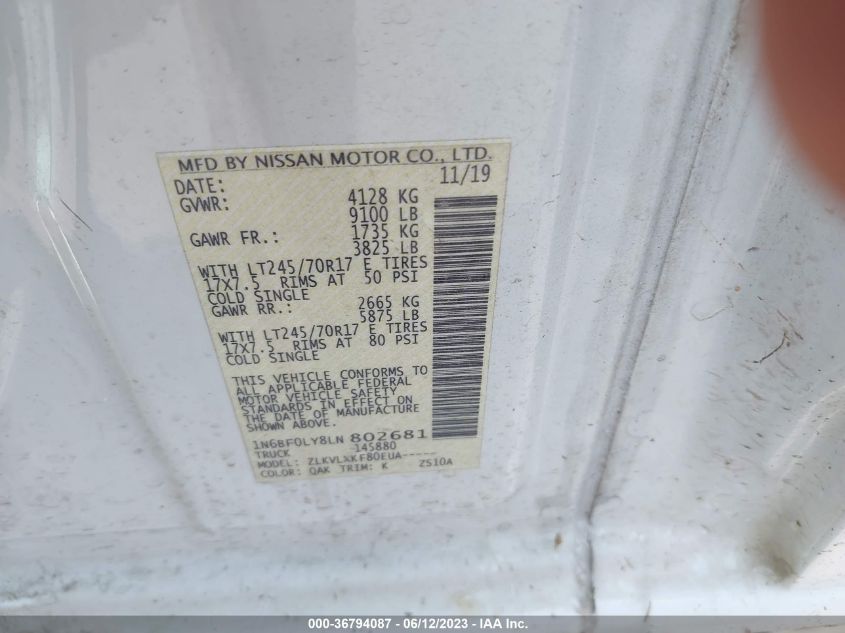 MFD BY NISSAN MOTOR CO., LTD.
DATE: 11/19
GVWR: 4128 KG
9100 LB
GAWR FR.: 1735 KG
3825 LB
WITH LT245/70R17 E TIRES
17X7.5 RIMS AT 50 PSI
COLD SINGLE
GAWR RR.: 2665 KG
5875 LB
WITH LT245/70R17 E TIRES
17X7.5 RIMS AT 80 PSI
COLD SINGLE
THIS VEHICLE CONFORMS TO
ALL APPLICABLE FEDERAL
MOTOR VEHICLE SAFETY
STANDARDS IN EFFECT ON
THE DATE OF MANUFACTURE
SHOWN ABOVE.
1N6BF0LY8LN 802681
TRUCK 145880
MODEL: ZLKVLXKF80EUA-----
COLOR: QAK TRIM: K ZS10A
000-36794087 - 06/12/2023 - IAA Inc.